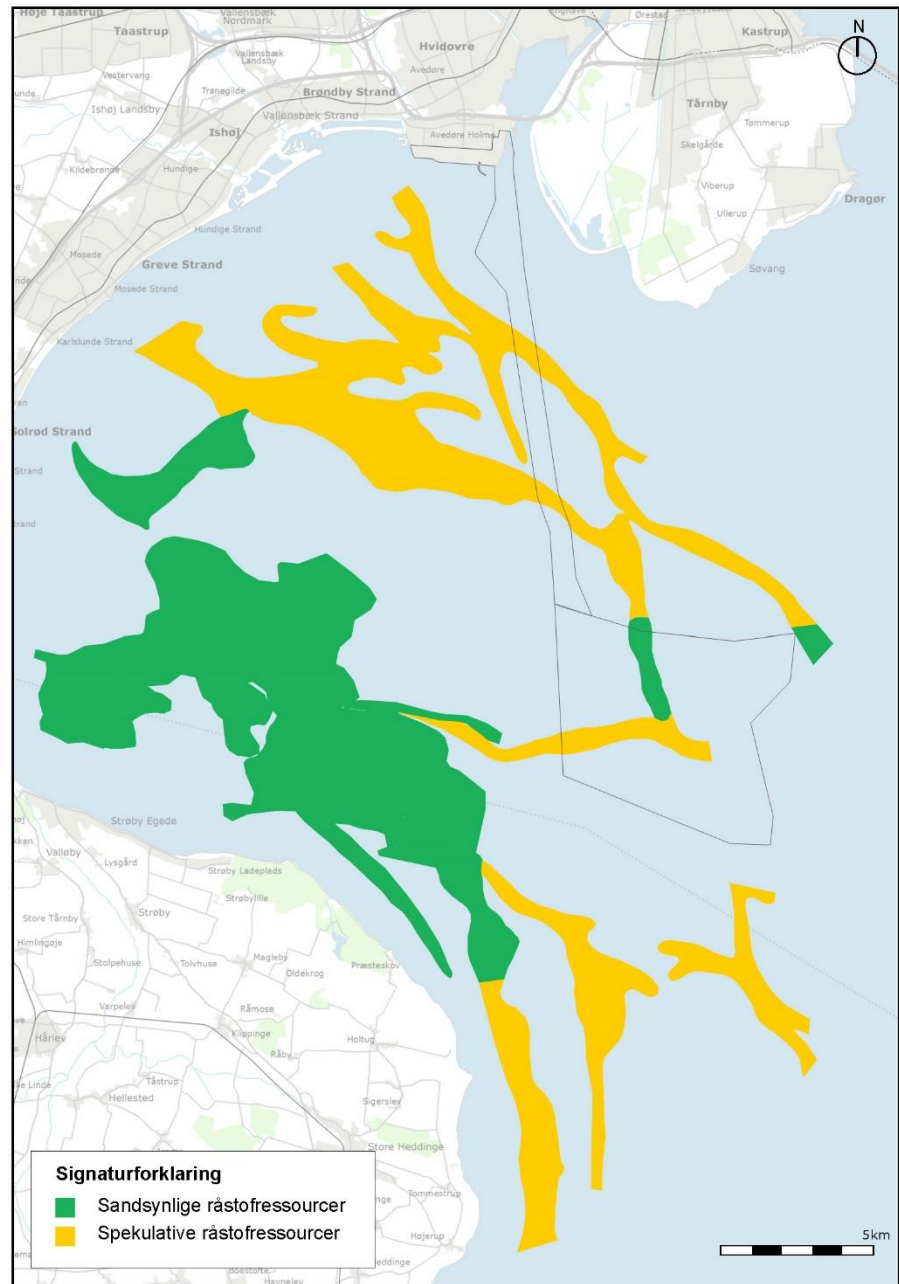 Høje Taastrup
Taastrup
Vallensbæk
Nordmark
Vallensbæk
Landsby
Hvidovre
Avedøre
Ørestad
Kastrup
N
Vestervang
Tranegilde
Brøndby Strand
Tårnby
Ishøj Landsby
Vallensbæk Strand
Ishøj
Avedøre Holme
Tømmerup
Skelgårde
Kildebrønde
Hundige
Viberup
Ullerup
Dragør
Hundige Strand
Mosede
Greve Strand
Søvang
Mosede Strand
Karlslunde Strand
Solrød Strand
Strand
Strøby Egede
Valløby
Lysgård
Strøby Ladeplads
Strøbylille
Store Tårnby
Strøby
Himlingøje
Magleby
Stolpehuse
Tolvhuse
Oldekrog
Præsteskov
Varpelev
Råmose
Hårlev
Klippinge
Holtug
Råby
Linde
Tåstrup
Hellested
Sigerslev
Store Heddinge
Tommestrup
Højerup
Signaturforklaring
Sandsynlige råstofressourcer
Spekulative råstofressourcer
5km